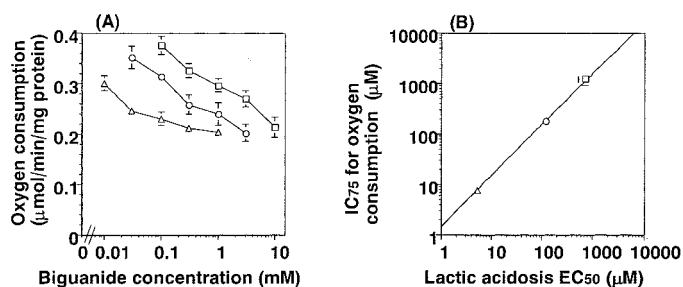 (A)
Oxygen consumption
(μmol/min/mg protein)
0.4
0.3
0.2
0.1
0
0 0.01 0.1 1 10
Biguanide concentration (mM)
(B)
IC75 for oxygen
consumption (μM)
10000
1000
100
10
1
1 10 100 1000 10000
Lactic acidosis EC50 (μM)